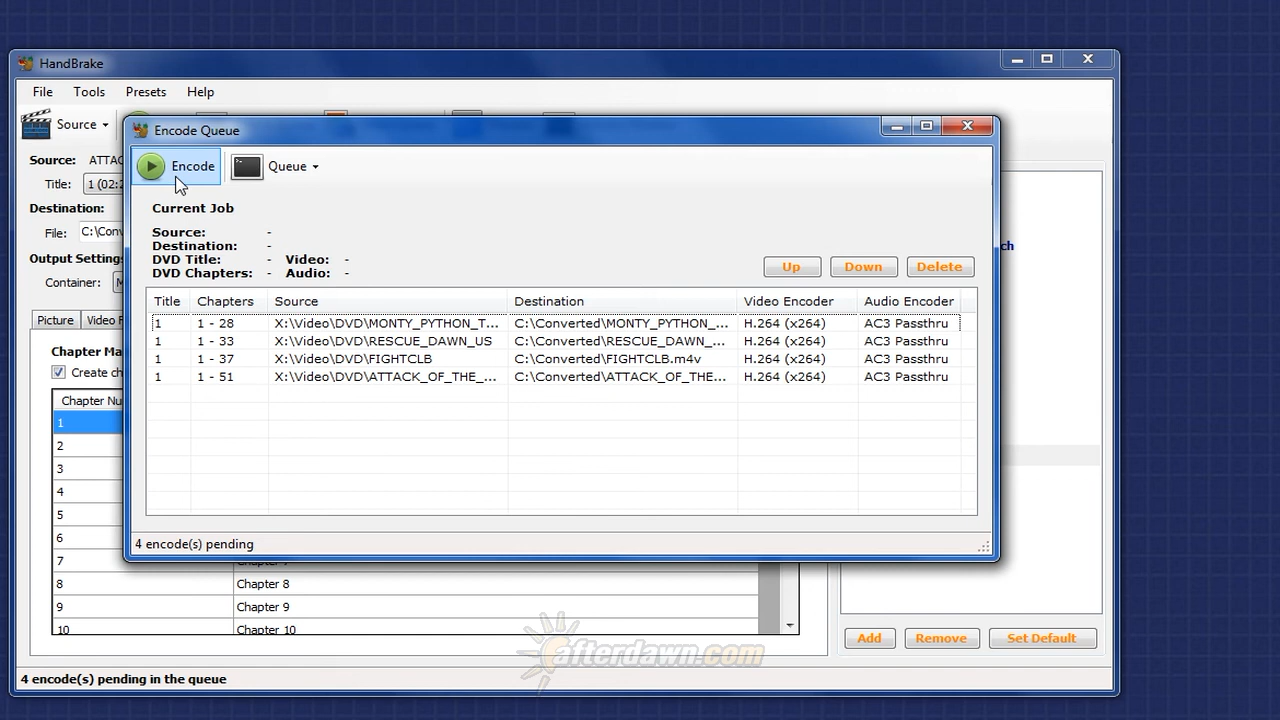 HandBrake
File Tools Presets Help
Source
Encode Queue
Encode Queue
Source: ATTAC
Title: 1 (02:2
Destination:
File: C:\Conv
Output Settings
Container: M
Picture Video F
Chapter Ma
Create ch
Chapter Nu
Current Job
Source: -
Destination: -
DVD Title: - Video: -
DVD Chapters: - Audio: -
Up Down Delete
ch
Title Chapters Source Destination Video Encoder Audio Encoder
1 1 - 28 X:\Video\DVD\MONTY_PYTHON_T... C:\Converted\MONTY_PYTHON_... H.264 (x264) AC3 Passthru
1 1 - 33 X:\Video\DVD\RESCUE_DAWN_US C:\Converted\RESCUE_DAWN_... H.264 (x264) AC3 Passthru
1 1 - 37 X:\Video\DVD\FIGHTCLB C:\Converted\FIGHTCLB.m4v H.264 (x264) AC3 Passthru
1 1 - 51 X:\Video\DVD\ATTACK_OF_THE_... C:\Converted\ATTACK_OF_THE... H.264 (x264) AC3 Passthru
4 encode(s) pending
1
2
3
4
5
6
7
8 Chapter 8
9 Chapter 9
10 Chapter 10
Add Remove Set Default
afterdawn.com
4 encode(s) pending in the queue